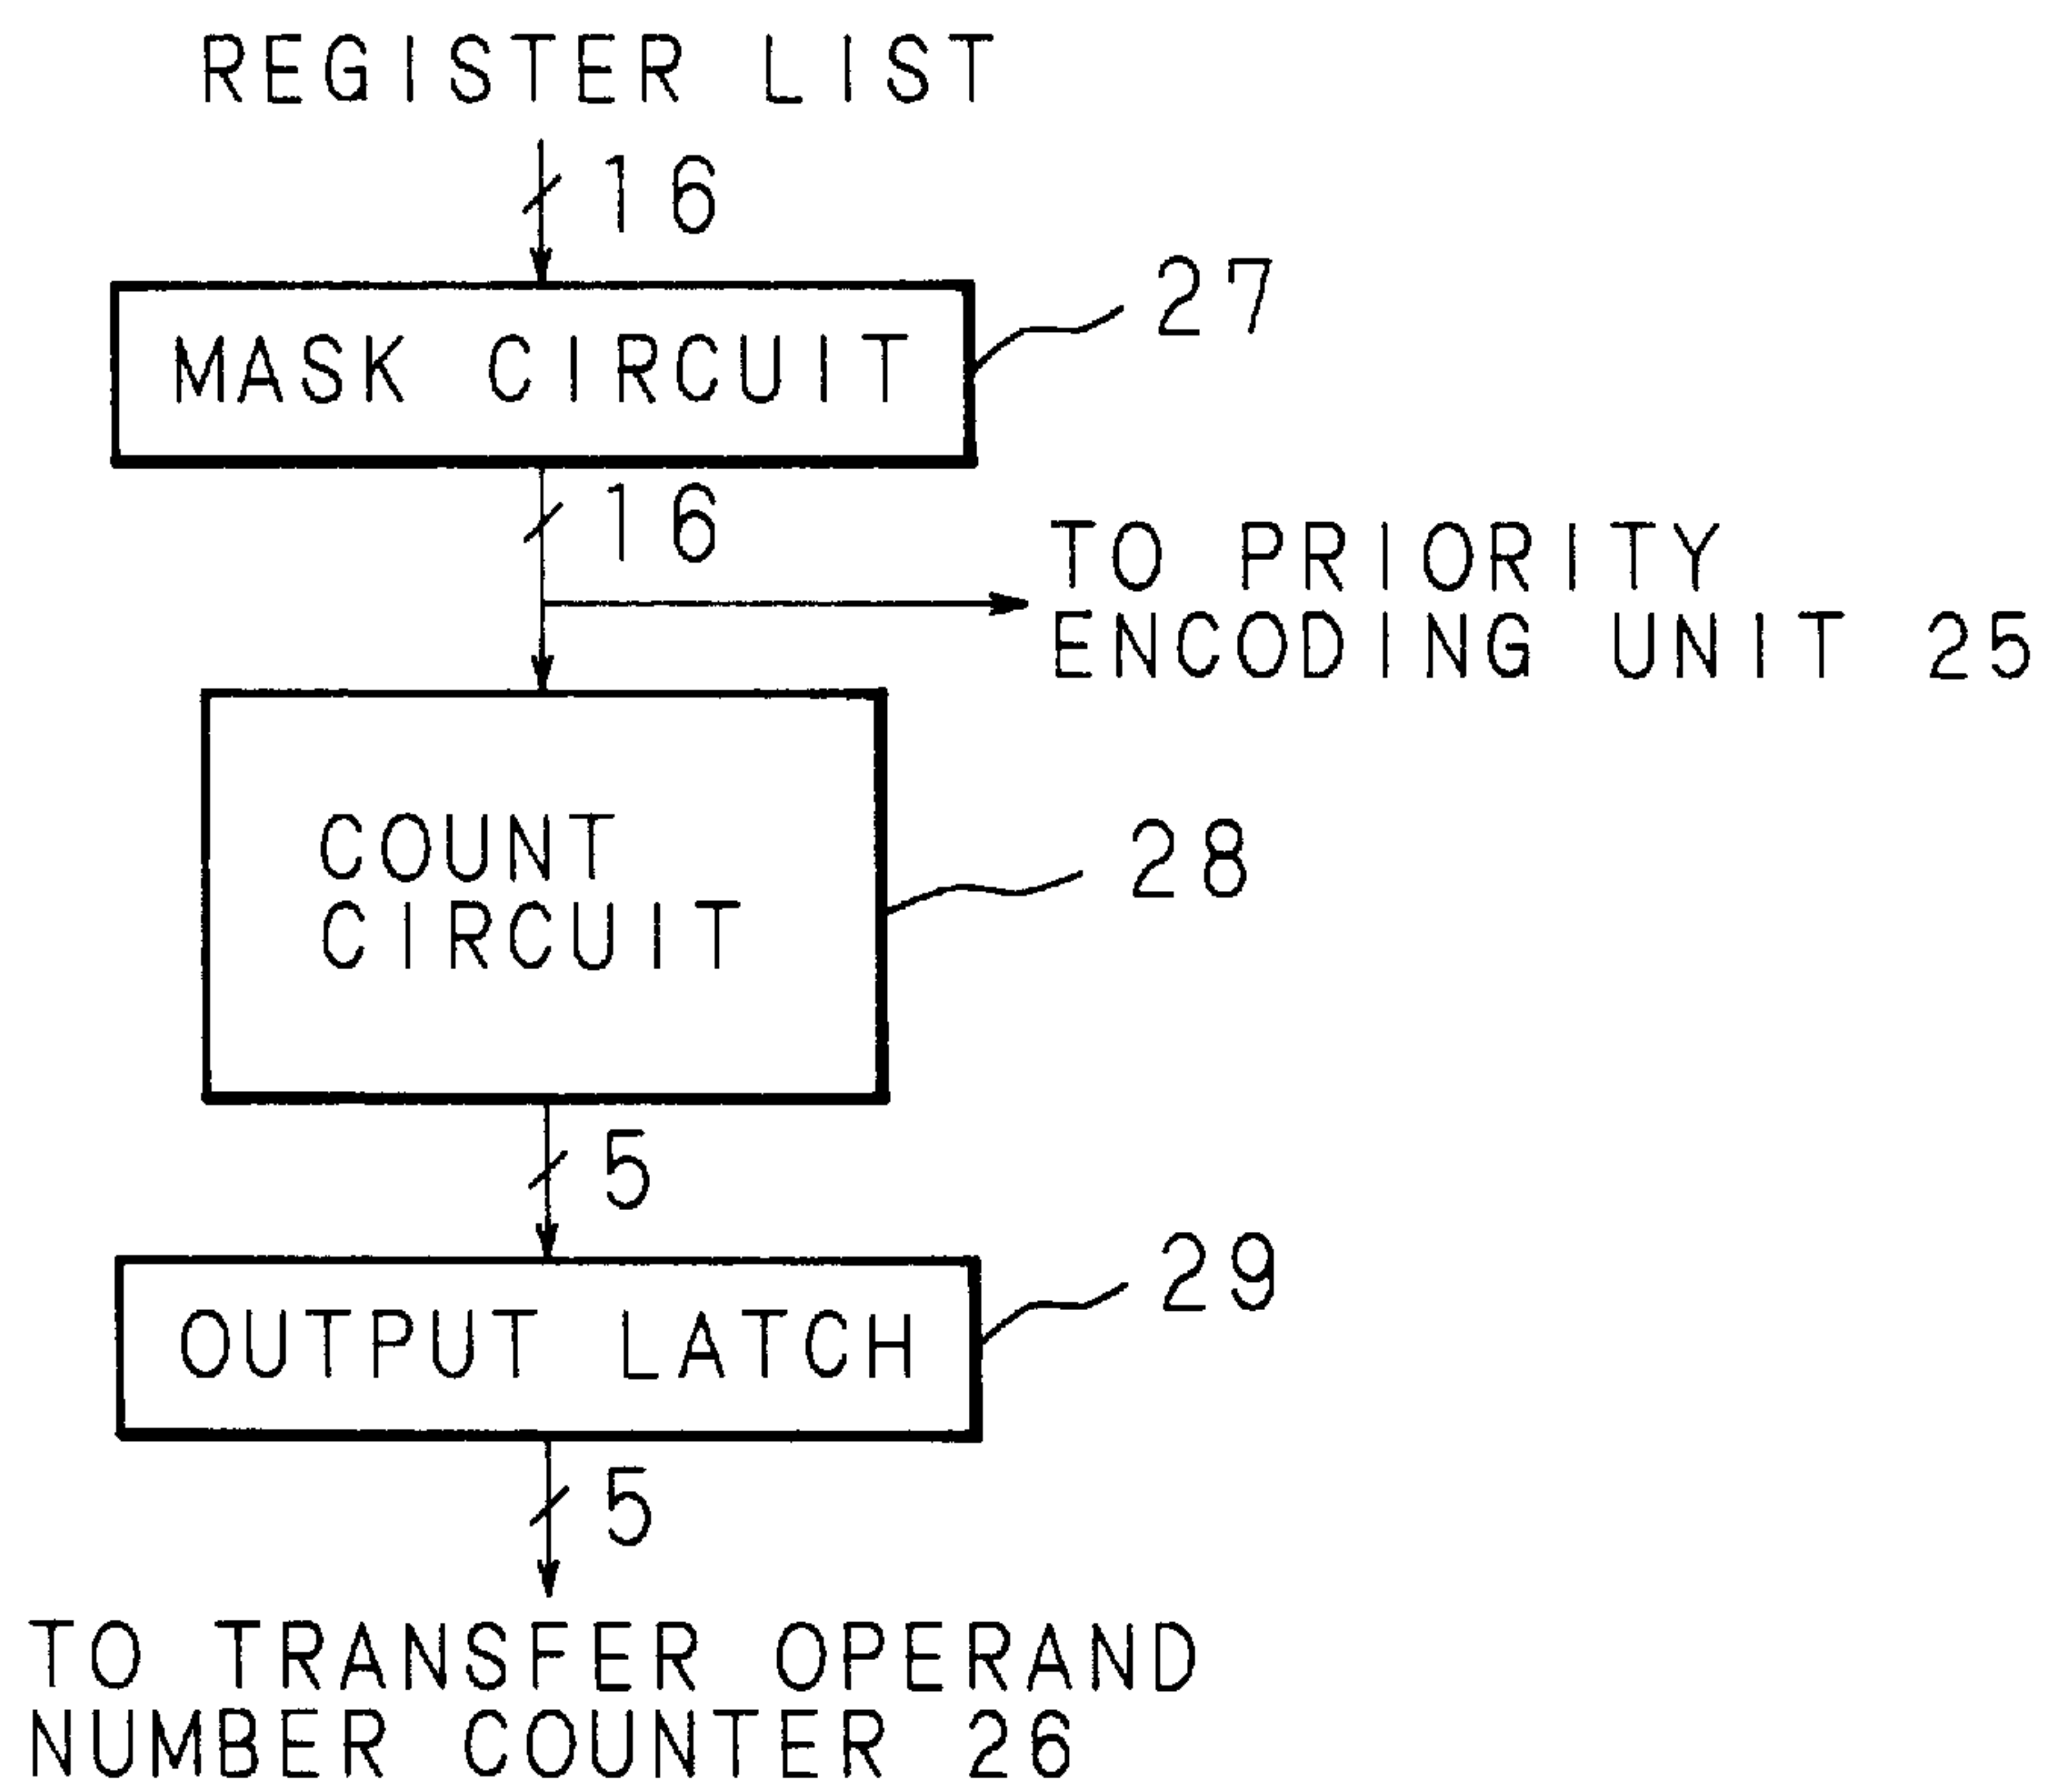 REGISTER LIST
16
MASK CIRCUIT
27
16
TO PRIORITY
ENCODING UNIT 25
COUNT
CIRCUIT
28
5
OUTPUT LATCH
29
5
TO TRANSFER OPERAND
NUMBER COUNTER 26